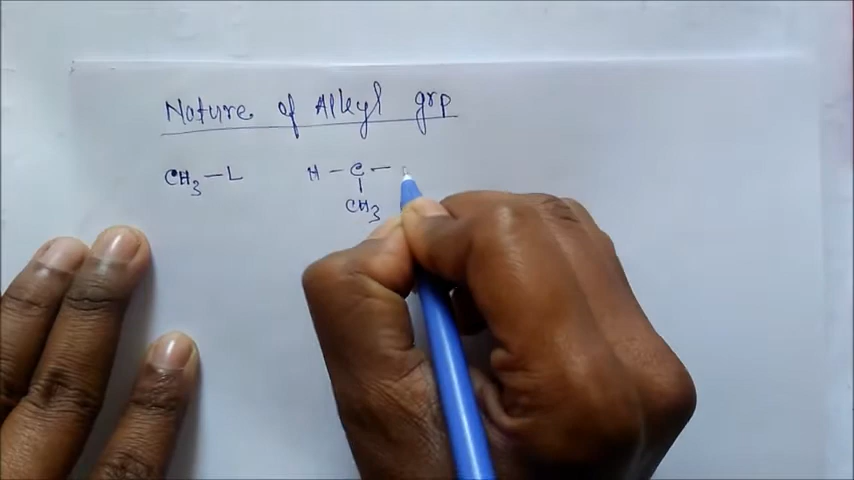 Nature of Alkyl grp
CH3 – L H – C –
CH3